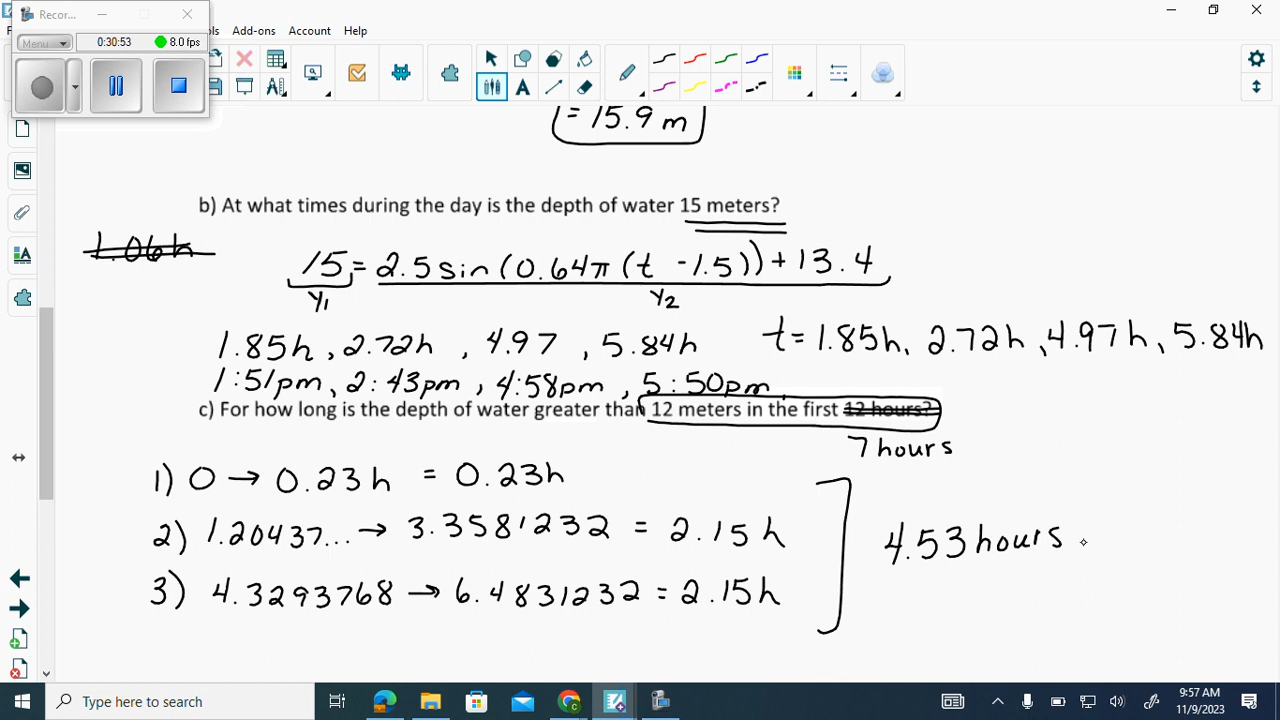 Recor...
Menu
0:30:53
8.0 fps
ols Add-ons Account Help
= 15.9 m
b) At what times during the day is the depth of water 15 meters?
1.06h
15 = 2.5 sin (0.64π (t -1.5)) + 13.4
y1 y2
1.85h, 2.72h, 4.97, 5.84h
t = 1.85h, 2.72h, 4.97h, 5.84h
1:51pm, 2:43pm, 4:58pm, 5:50pm
c) For how long is the depth of water greater than 12 meters in the first 12 hours?
7 hours
1) 0 → 0.23h = 0.23h
2) 1.20437... → 3.3581232 = 2.15h
3) 4.3293768 → 6.4831232 = 2.15h
4.53 hours
Type here to search
9:57 AM
11/9/2023